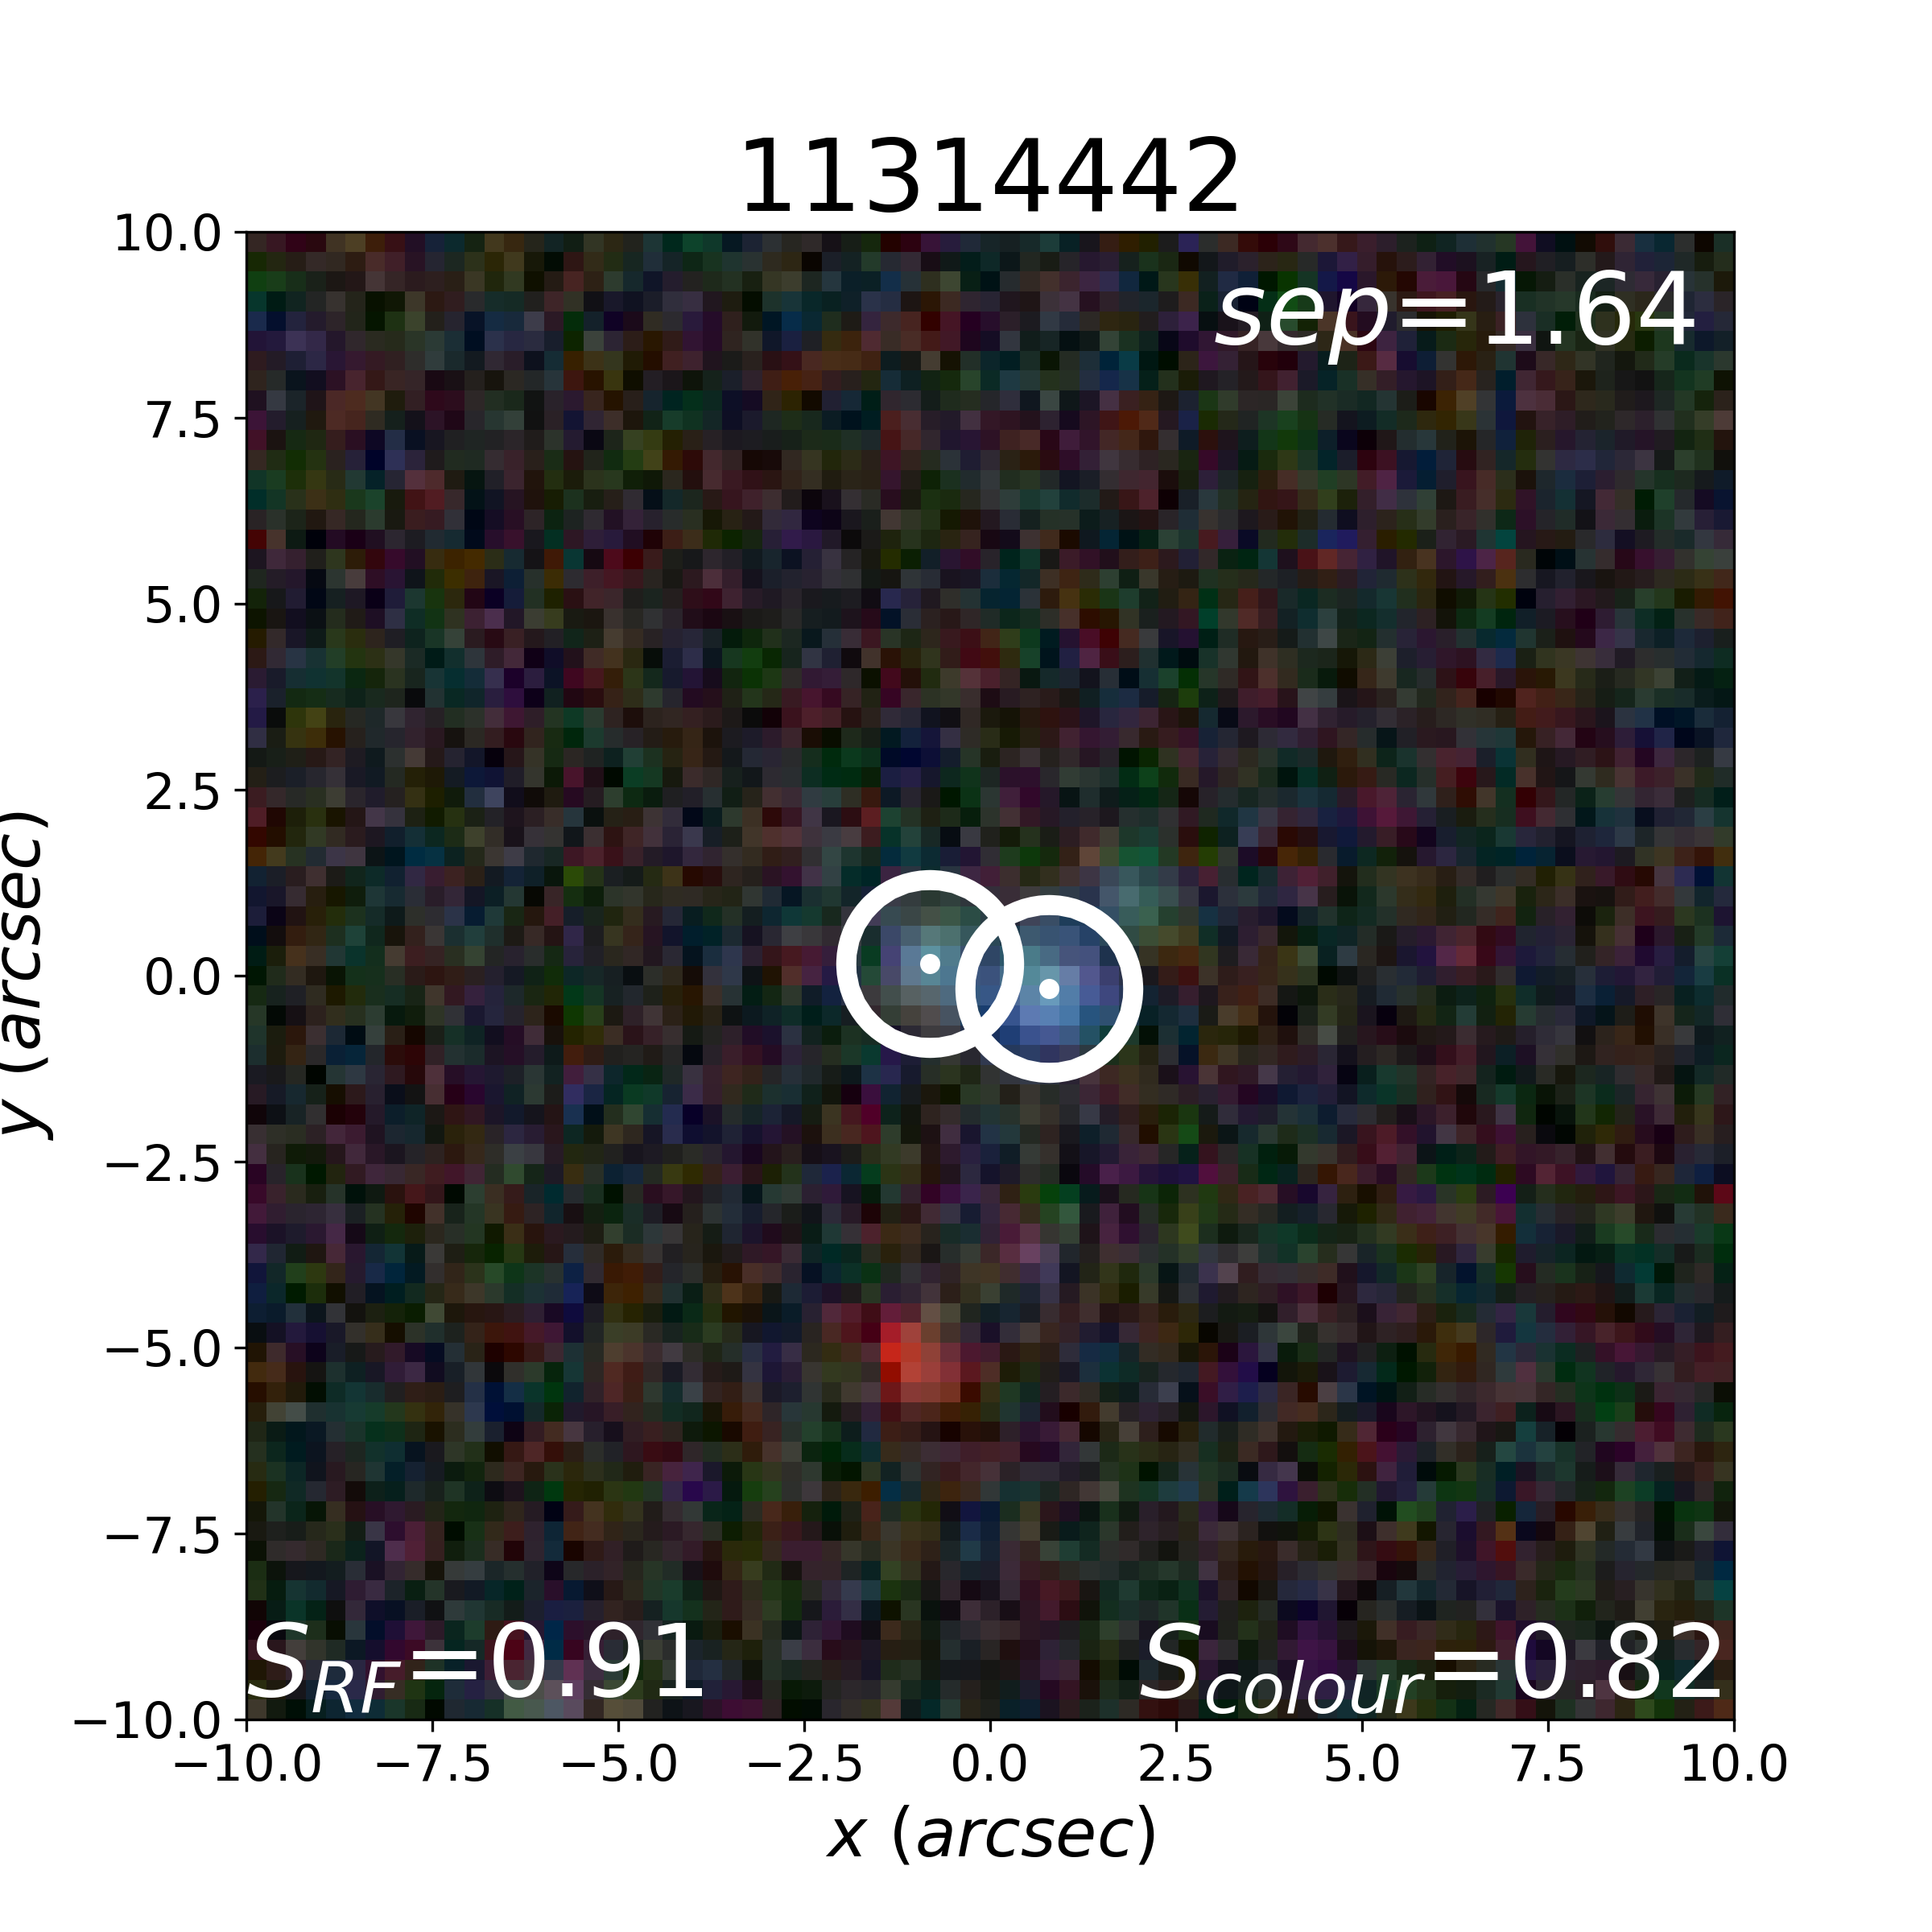 11314442
10.0
7.5
5.0
2.5
0.0
−2.5
−5.0
−7.5
−10.0
y (arcsec)
sep=1.64
S_RF=0.91
S_colour=0.82
−10.0 −7.5 −5.0 −2.5 0.0 2.5 5.0 7.5 10.0
x (arcsec)